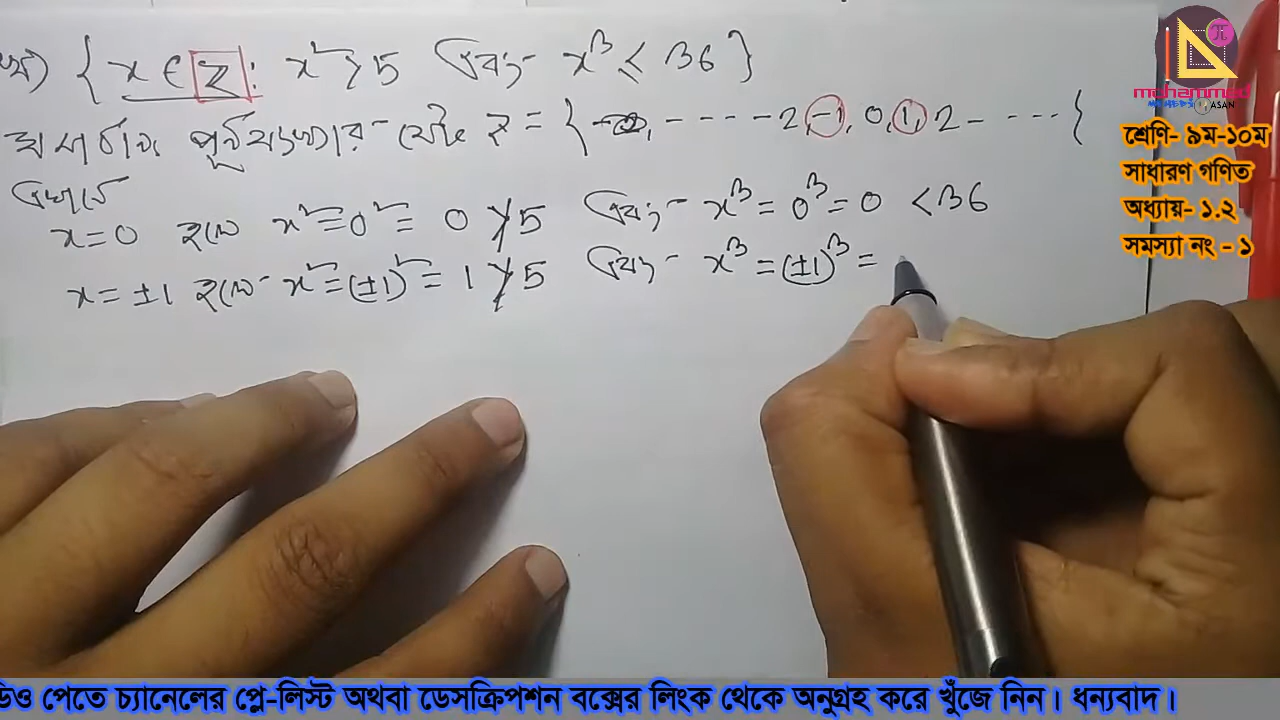 খ) { x ∈ Z : x² > 5 এবং x³ ≤ 36 }
পূর্ণসংখ্যার সেট Z = { -∞, - - - - -2, -1, 0, 1, 2 - - - - - - }
এখানে
x = 0 হলে x² = 0² = 0 ≯ 5 এবং x³ = 0³ = 0 < 36
x = ±1 হলে x² = (±1)² = 1 ≯ 5 এবং x³ = (±1)³ =
mohammed
ASAN
শ্রেণি- ৯ম-১০ম
সাধারণ গণিত
অধ্যায়- ১.২
সমস্যা নং - ১
ডিও পেতে চ্যানেলের প্লে-লিস্ট অথবা ডেসক্রিপশন বক্সের লিংক থেকে অনুগ্রহ করে খুঁজে নিন। ধন্যবাদ।